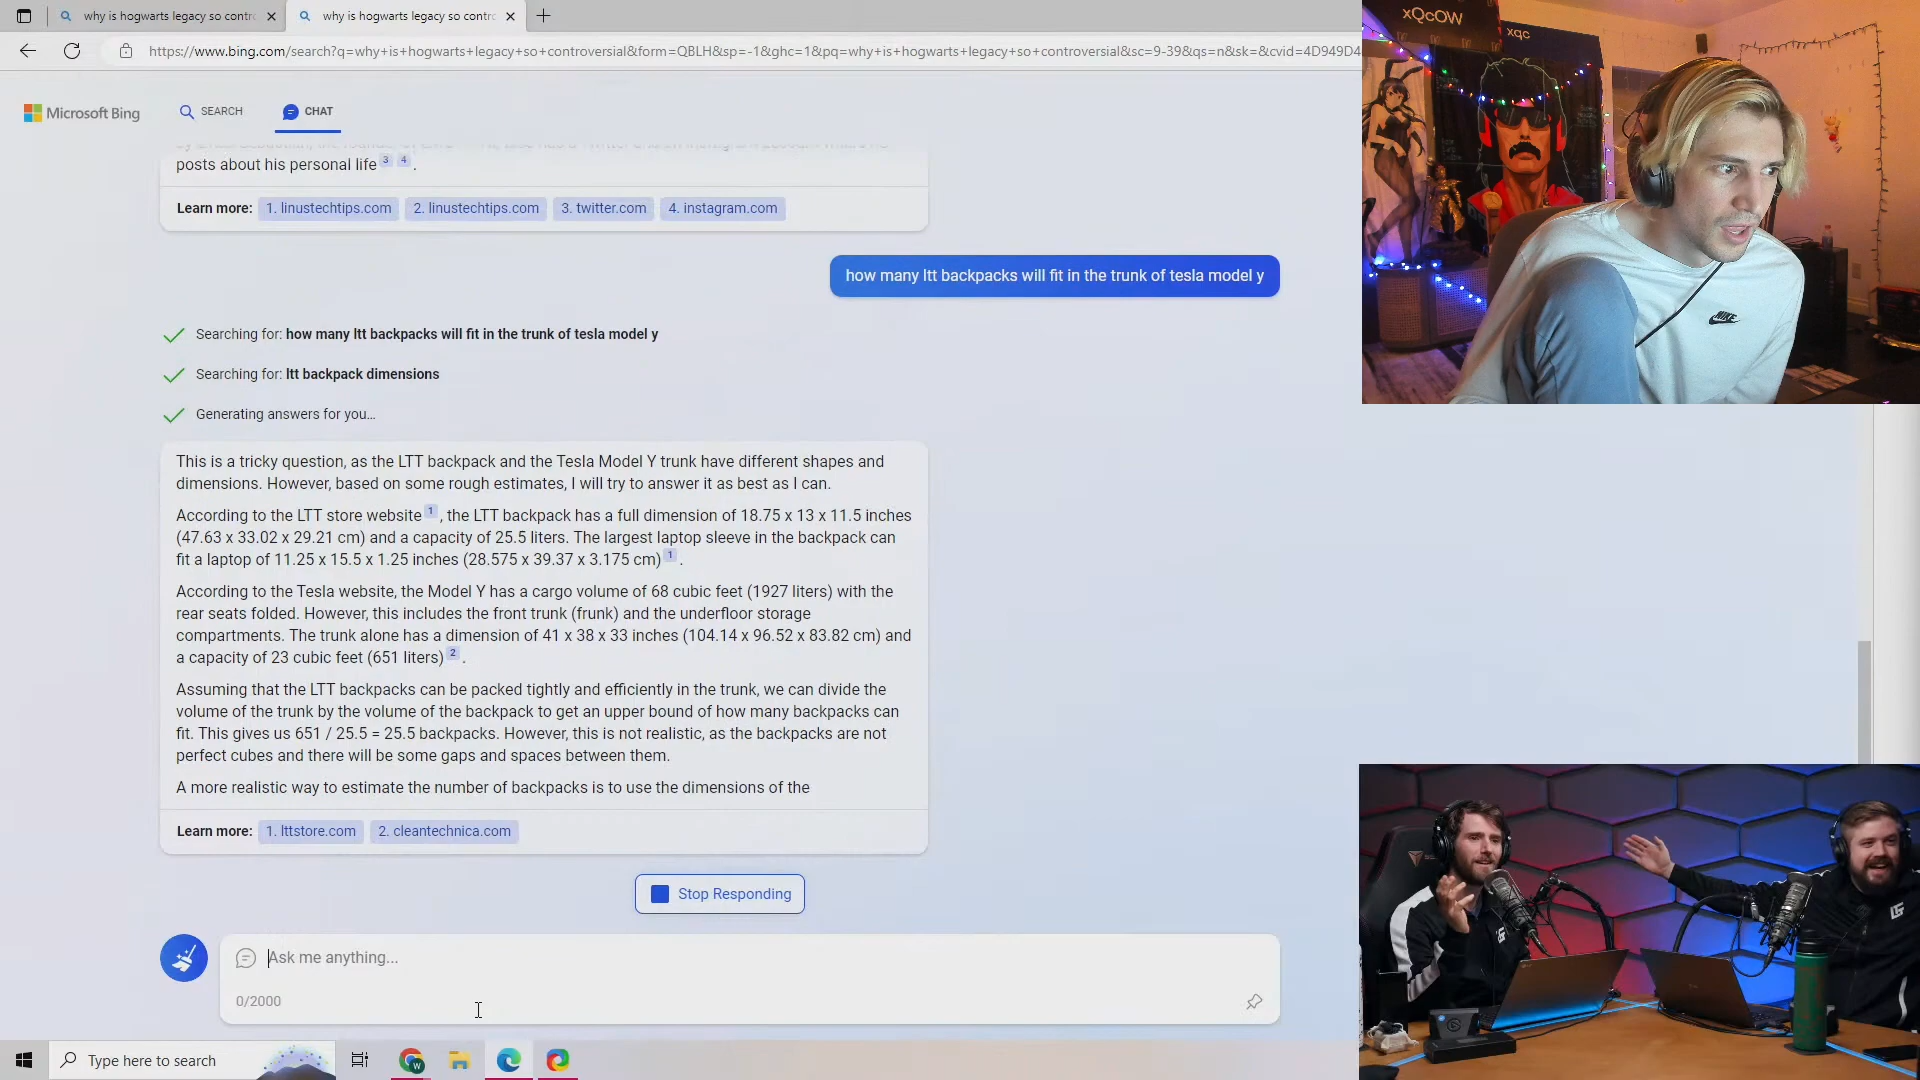 why is hogwarts legacy so contro
why is hogwarts legacy so contro
https://www.bing.com/search?q=why+is+hogwarts+legacy+so+controversial&form=QBLH&sp=-1&ghc=1&pq=why+is+hogwarts+legacy+so+controversial&sc=9-39&qs=n&sk=&cvid=4D949D4
xQcOW
xqc
Microsoft Bing
SEARCH
CHAT
posts about his personal life 3 4 .
Learn more: 1. linustechtips.com 2. linustechtips.com 3. twitter.com 4. instagram.com
how many ltt backpacks will fit in the trunk of tesla model y
Searching for: how many ltt backpacks will fit in the trunk of tesla model y
Searching for: ltt backpack dimensions
Generating answers for you...
This is a tricky question, as the LTT backpack and the Tesla Model Y trunk have different shapes and
dimensions. However, based on some rough estimates, I will try to answer it as best as I can.
According to the LTT store website 1 , the LTT backpack has a full dimension of 18.75 x 13 x 11.5 inches
(47.63 x 33.02 x 29.21 cm) and a capacity of 25.5 liters. The largest laptop sleeve in the backpack can
fit a laptop of 11.25 x 15.5 x 1.25 inches (28.575 x 39.37 x 3.175 cm) 1 .
According to the Tesla website, the Model Y has a cargo volume of 68 cubic feet (1927 liters) with the
rear seats folded. However, this includes the front trunk (frunk) and the underfloor storage
compartments. The trunk alone has a dimension of 41 x 38 x 33 inches (104.14 x 96.52 x 83.82 cm) and
a capacity of 23 cubic feet (651 liters) 2 .
Assuming that the LTT backpacks can be packed tightly and efficiently in the trunk, we can divide the
volume of the trunk by the volume of the backpack to get an upper bound of how many backpacks can
fit. This gives us 651 / 25.5 = 25.5 backpacks. However, this is not realistic, as the backpacks are not
perfect cubes and there will be some gaps and spaces between them.
A more realistic way to estimate the number of backpacks is to use the dimensions of the
Learn more: 1. lttstore.com 2. cleantechnica.com
Stop Responding
Ask me anything...
0/2000
Type here to search